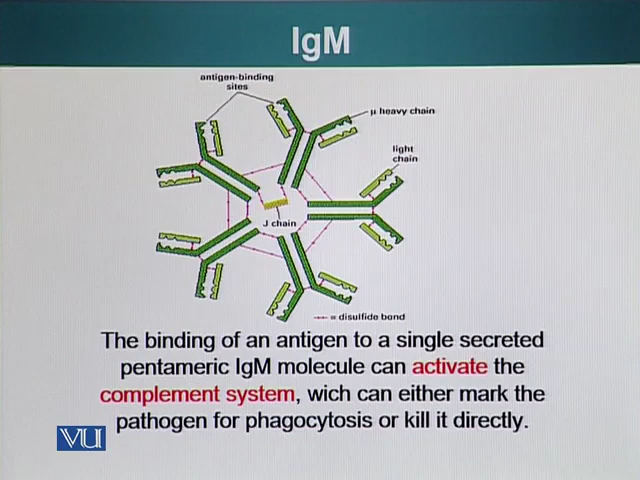 IgM
antigen-binding
sites
μ heavy chain
light
chain
J chain
= disulfide bond
The binding of an antigen to a single secreted
pentameric IgM molecule can activate the
complement system, wich can either mark the
pathogen for phagocytosis or kill it directly.
VU